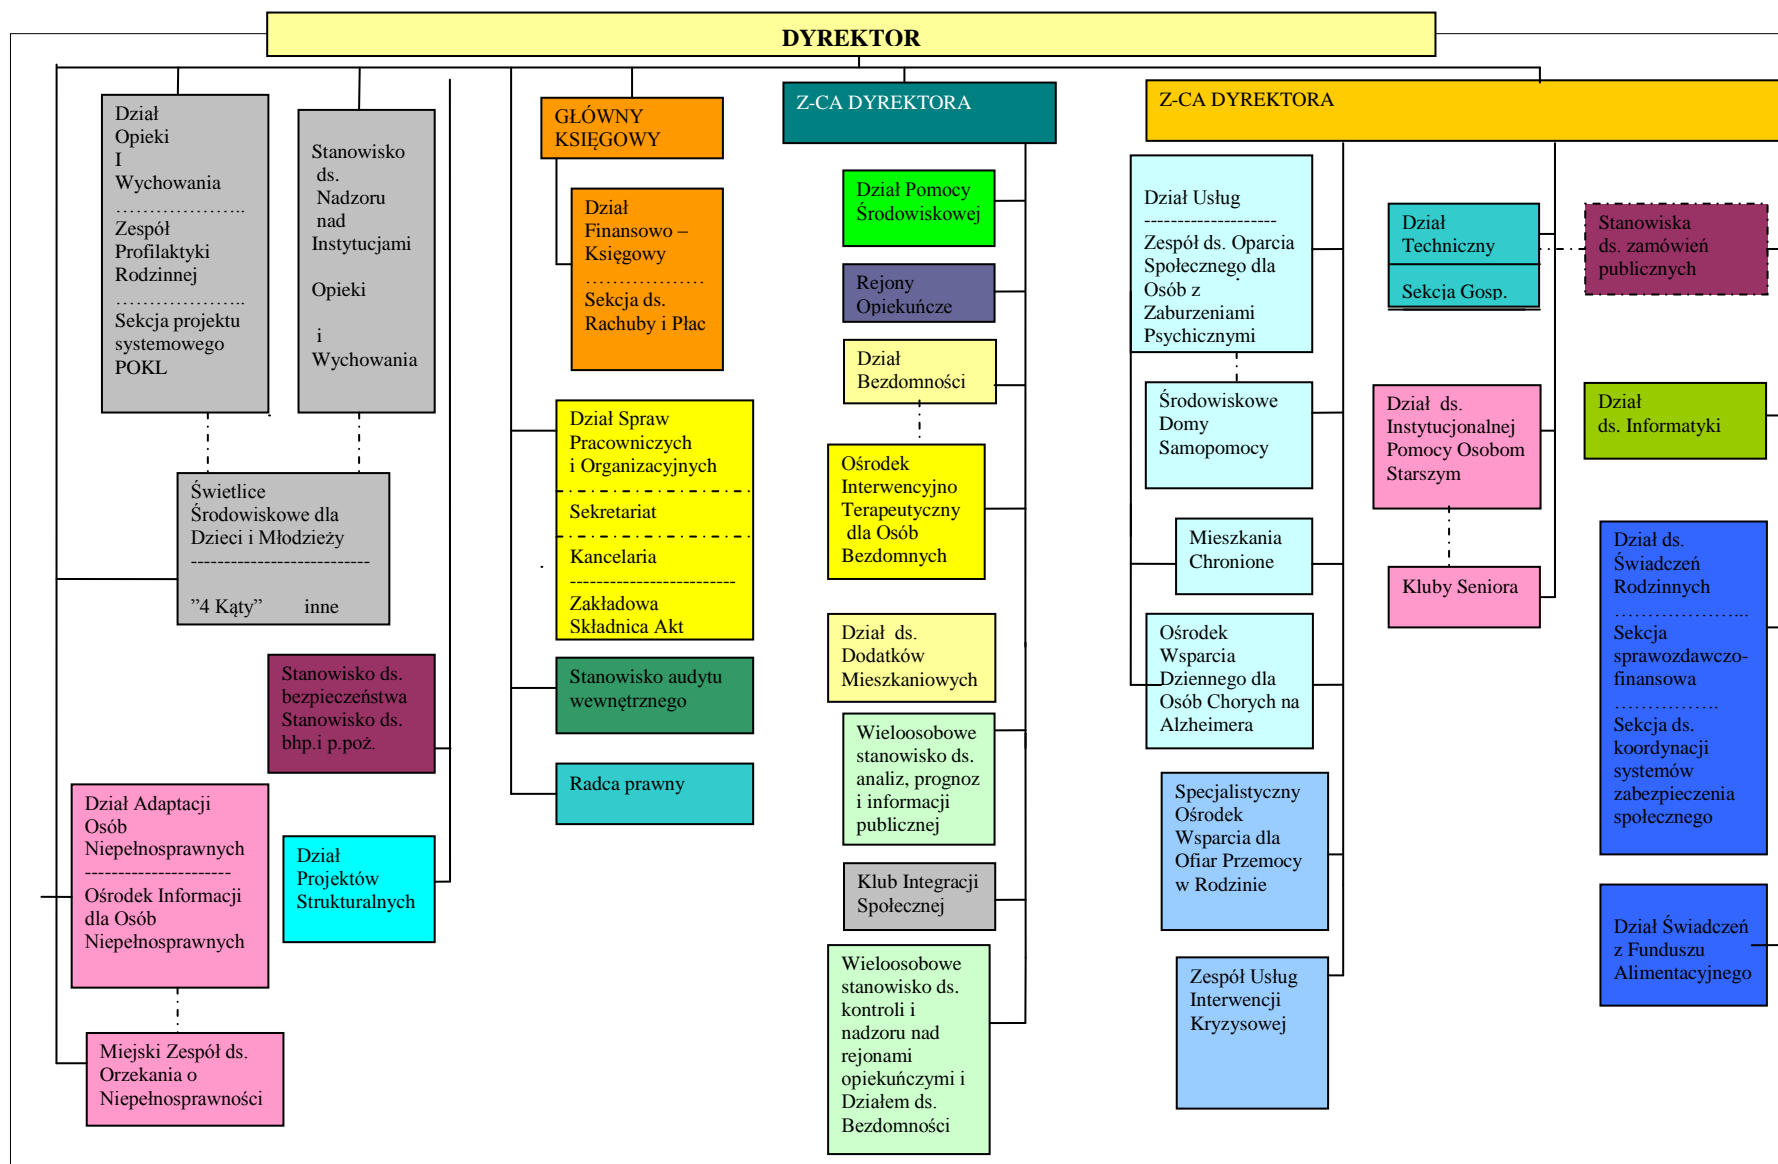 DYREKTOR
Dział
Opieki
I
Wychowania
………………..
Zespół
Profilaktyki
Rodzinnej
………………..
Sekcja projektu
systemowego
POKL
Stanowisko
ds.
Nadzoru
nad
Instytucjami
Opieki
i
Wychowania
Świetlice
Środowiskowe dla
Dzieci i Młodzieży
---------------------------
”4 Kąty” inne
Stanowisko ds.
bezpieczeństwa
Stanowisko ds.
bhp.i p.poż.
Dział Adaptacji
Osób
Niepełnosprawnych
----------------------
Ośrodek Informacji
dla Osób
Niepełnosprawnych
Dział
Projektów
Strukturalnych
Miejski Zespół ds.
Orzekania o
Niepełnosprawności
GŁÓWNY
KSIĘGOWY
Dział
Finansowo –
Księgowy
…………………
Sekcja ds.
Rachuby i Płac
Dział Spraw
Pracowniczych
i Organizacyjnych
Sekretariat
Kancelaria
-------------------------
Zakładowa
Składnica Akt
Stanowisko audytu
wewnętrznego
Radca prawny
Z-CA DYREKTORA
Dział Pomocy
Środowiskowej
Rejony
Opiekuńcze
Dział
Bezdomności
Ośrodek
Interwencyjno
Terapeutyczny
dla Osób
Bezdomnych
Dział ds.
Dodatków
Mieszkaniowych
Wieloosobowe
stanowisko ds.
analiz, prognoz
i informacji
publicznej
Klub Integracji
Społecznej
Wieloosobowe
stanowisko ds.
kontroli i
nadzoru nad
rejonami
opiekuńczymi i
Działem ds.
Bezdomności
Z-CA DYREKTORA
Dział Usług
--------------------
Zespół ds. Oparcia
Społecznego dla
Osób z
Zaburzeniami
Psychicznymi
Środowiskowe
Domy
Samopomocy
Mieszkania
Chronione
Ośrodek
Wsparcia
Dziennego dla
Osób Chorych na
Alzheimera
Specjalistyczny
Ośrodek
Wsparcia dla
Ofiar Przemocy
w Rodzinie
Zespół Usług
Interwencji
Kryzysowej
Dział
Techniczny
Sekcja Gosp.
Dział ds.
Instytucjonalnej
Pomocy Osobom
Starszym
Kluby Seniora
Stanowiska
ds. zamówień
publicznych
Dział
ds. Informatyki
Dział ds.
Świadczeń
Rodzinnych
………………...
Sekcja
sprawozdawczo-
finansowa
…………….
Sekcja ds.
koordynacji
systemów
zabezpieczenia
społecznego
Dział Świadczeń
z Funduszu
Alimentacyjnego